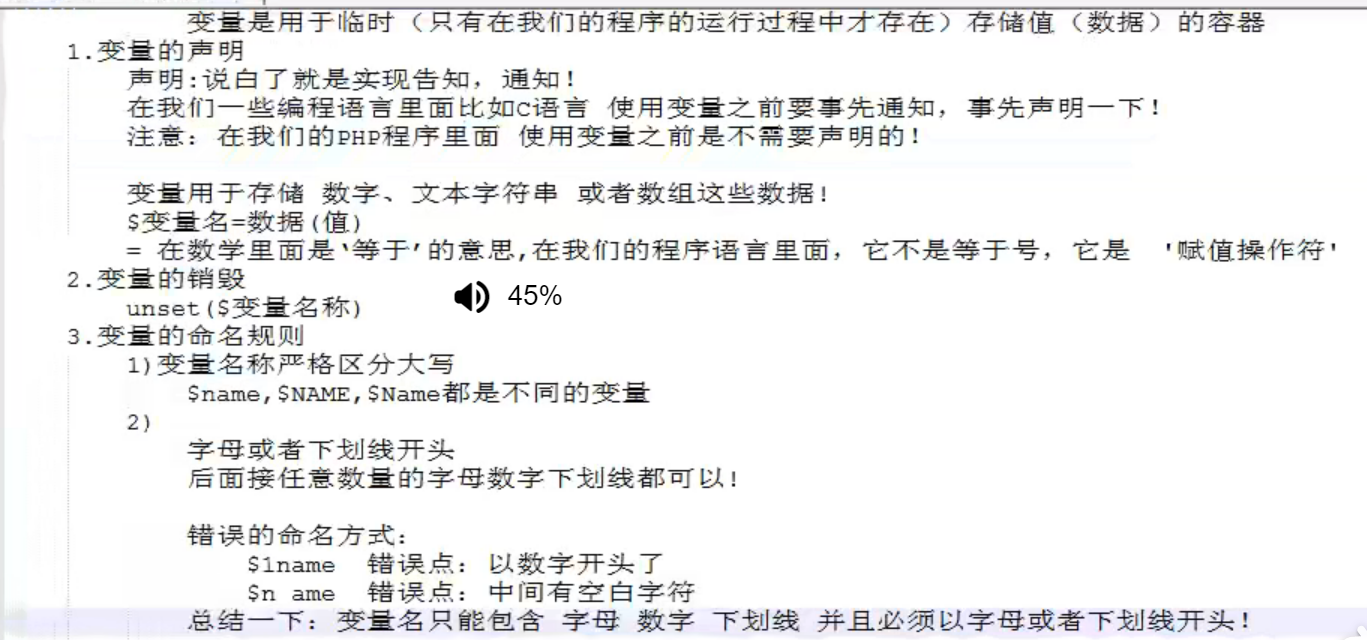 变量是用于临时（只有在我们的程序的运行过程中才存在）存储值（数据）的容器
1.变量的声明
声明:说白了就是实现告知，通知!
在我们一些编程语言里面比如C语言 使用变量之前要事先通知，事先声明一下!
注意：在我们的PHP程序里面 使用变量之前是不需要声明的!
变量用于存储 数字、文本字符串 或者数组这些数据!
$变量名=数据(值)
= 在数学里面是‘等于’的意思,在我们的程序语言里面，它不是等于号，它是 '赋值操作符'
2.变量的销毁
unset($变量名称)
45%
3.变量的命名规则
1)变量名称严格区分大写
$name,$NAME,$Name都是不同的变量
2)
字母或者下划线开头
后面接任意数量的字母数字下划线都可以!
错误的命名方式:
$1name 错误点：以数字开头了
$n ame 错误点：中间有空白字符
总结一下：变量名只能包含 字母 数字 下划线 并且必须以字母或者下划线开头!